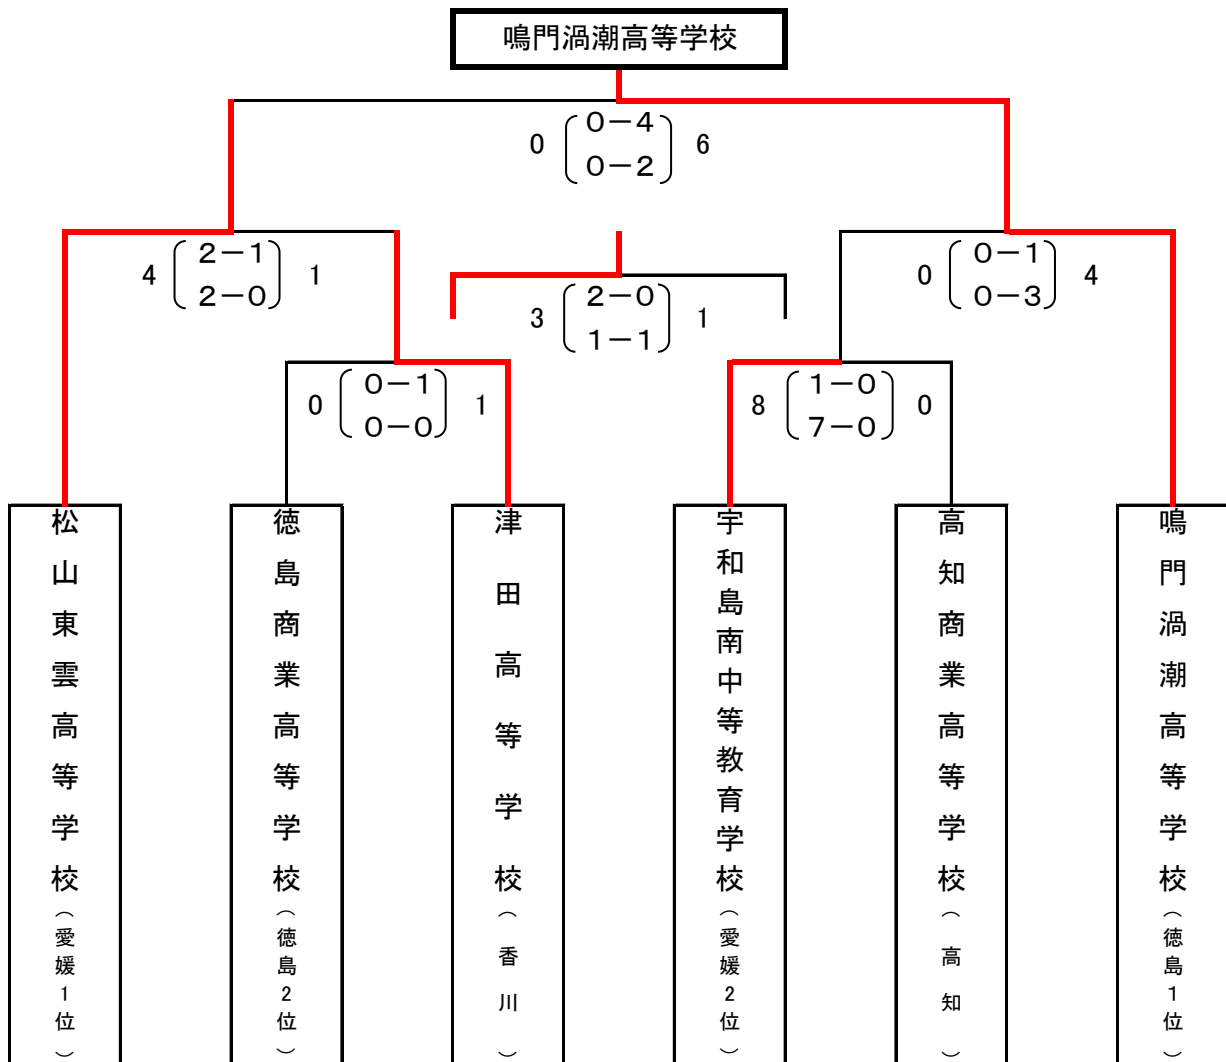 鳴門渦潮高等学校
0 0－4 6
0－2
4 2－1 1
2－0
3 2－0 1
1－1
0 0－1 4
0－3
0 0－1 1
0－0
8 1－0 0
7－0
松山東雲高等学校（愛媛1位）
徳島商業高等学校（徳島2位）
津田高等学校（香川）
宇和島南中等教育学校（愛媛2位）
高知商業高等学校（高知）
鳴門渦潮高等学校（徳島1位）